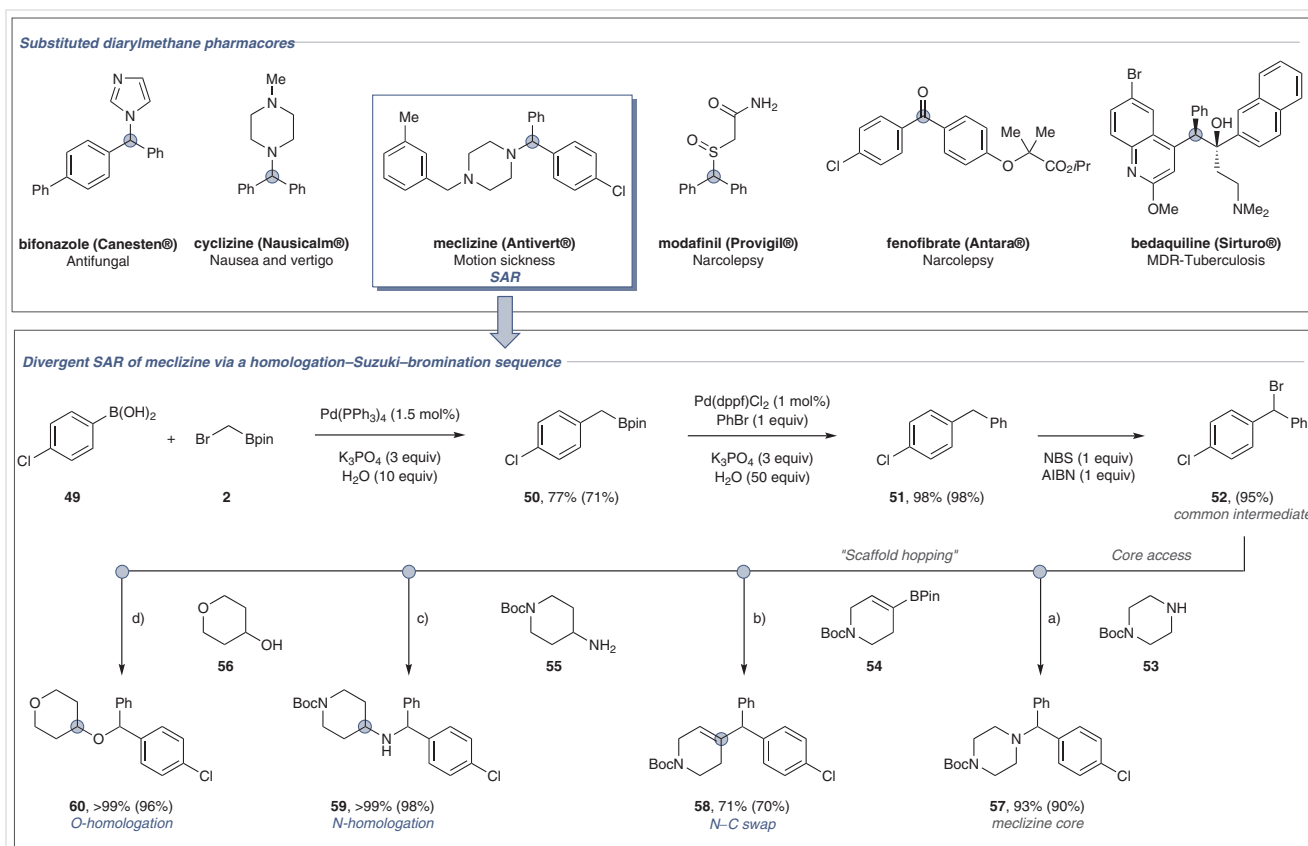 Substituted diarylmethane pharmacores
N
N
Ph
Ph
bifonazole (Canesten®)
Antifungal
Me
N
N
Ph
Ph
cyclizine (Nausicalm®)
Nausea and vertigo
Me
N
N
Ph
Cl
meclizine (Antivert®)
Motion sickness
SAR
O
NH2
O
S
Ph
Ph
modafinil (Provigil®)
Narcolepsy
O
Cl
O
Me
Me
CO2iPr
fenofibrate (Antara®)
Narcolepsy
Br
Ph
OH
N
OMe
NMe2
bedaquiline (Sirturo®)
MDR-Tuberculosis
Divergent SAR of meclizine via a homologation–Suzuki–bromination sequence
B(OH)2
Cl
49
+
Br
Bpin
2
Pd(PPh3)4 (1.5 mol%)
K3PO4 (3 equiv)
H2O (10 equiv)
Bpin
Cl
50, 77% (71%)
Pd(dppf)Cl2 (1 mol%)
PhBr (1 equiv)
K3PO4 (3 equiv)
H2O (50 equiv)
Ph
Cl
51, 98% (98%)
NBS (1 equiv)
AIBN (1 equiv)
Br
Ph
Cl
52, (95%)
common intermediate
"Scaffold hopping"
Core access
d)
O
OH
56
c)
BocN
NH2
55
b)
BPin
BocN
54
a)
NH
BocN
53
O
O
Ph
Cl
60, >99% (96%)
O-homologation
BocN
N
H
Ph
Cl
59, >99% (98%)
N-homologation
BocN
Ph
Cl
58, 71% (70%)
N–C swap
BocN
N
Ph
Cl
57, 93% (90%)
meclizine core